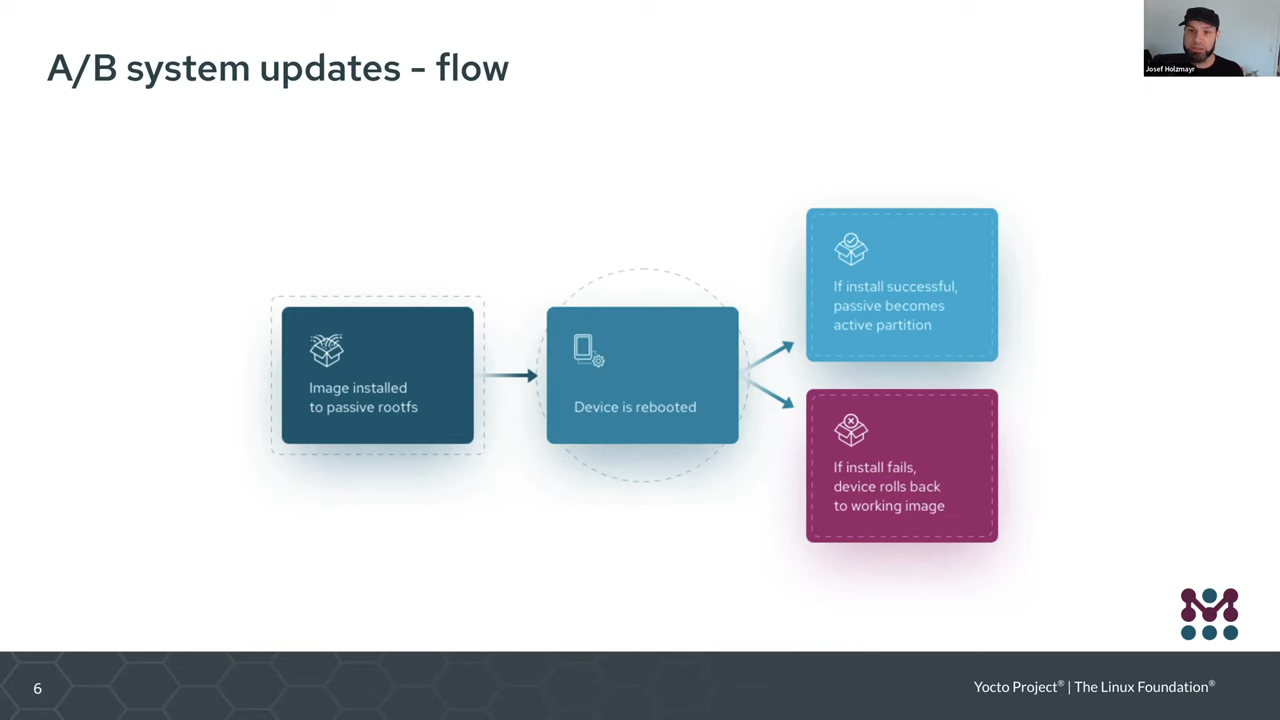 A/B system updates - flow
Josef Holzmayr
Image installed
to passive rootfs
Device is rebooted
If install successful,
passive becomes
active partition
If install fails,
device rolls back
to working image
6
Yocto Project® | The Linux Foundation®